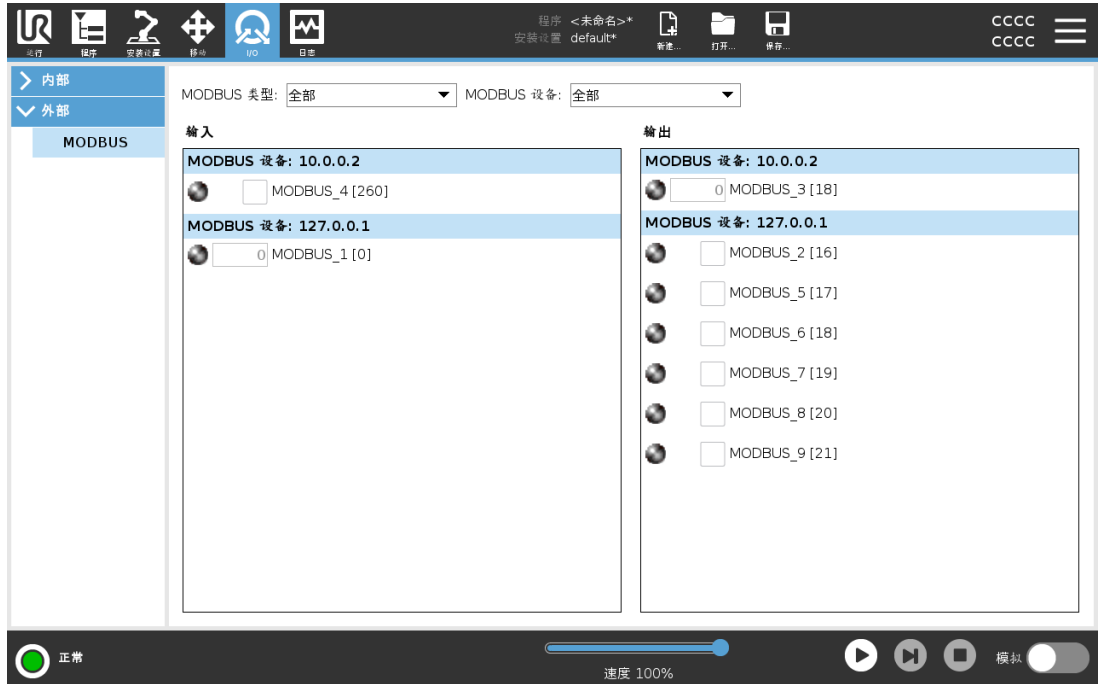 UR
运行
程序
安装设置
移动
I/O
日志
程序 <未命名>*
安装设置 default*
新建...
打开...
保存...
CCCC
CCCC
内部
外部
MODBUS
MODBUS 类型: 全部
MODBUS 设备: 全部
输入
MODBUS 设备: 10.0.0.2
MODBUS_4 [260]
MODBUS 设备: 127.0.0.1
0 MODBUS_1 [0]
输出
MODBUS 设备: 10.0.0.2
0 MODBUS_3 [18]
MODBUS 设备: 127.0.0.1
MODBUS_2 [16]
MODBUS_5 [17]
MODBUS_6 [18]
MODBUS_7 [19]
MODBUS_8 [20]
MODBUS_9 [21]
正常
速度 100%
模拟